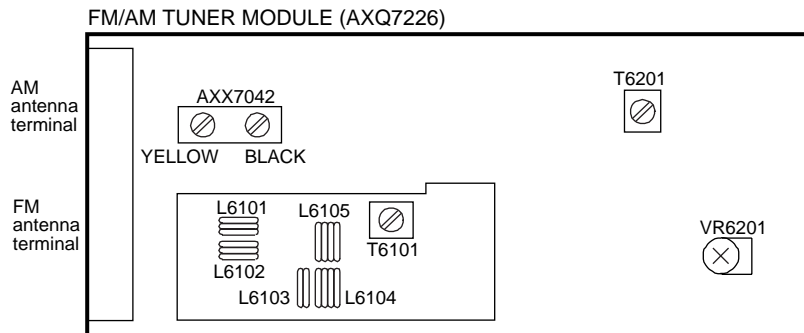 FM/AM TUNER MODULE (AXQ7226)
AM
antenna
terminal
AXX7042
YELLOW BLACK
T6201
FM
antenna
terminal
L6101
L6105
T6101
L6102
L6103
L6104
VR6201